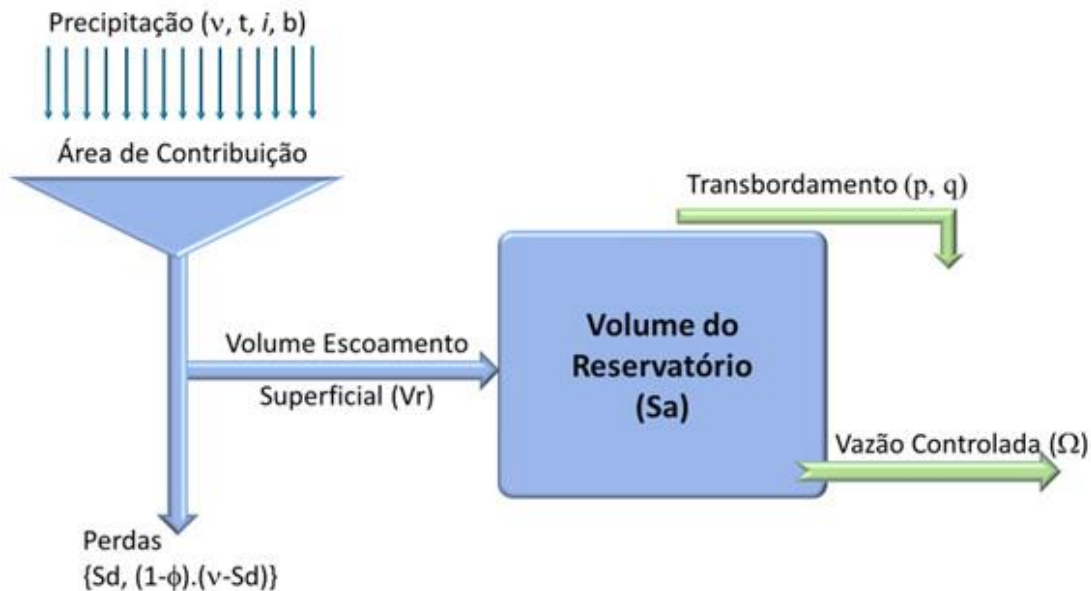 Precipitação (ν, t, i, b)
Área de Contribuição
Transbordamento (p, q)
Volume Escoamento
Superficial (Vr)
Volume do
Reservatório
(Sa)
Vazão Controlada (Ω)
Perdas
{Sd, (1-ϕ).(ν-Sd)}